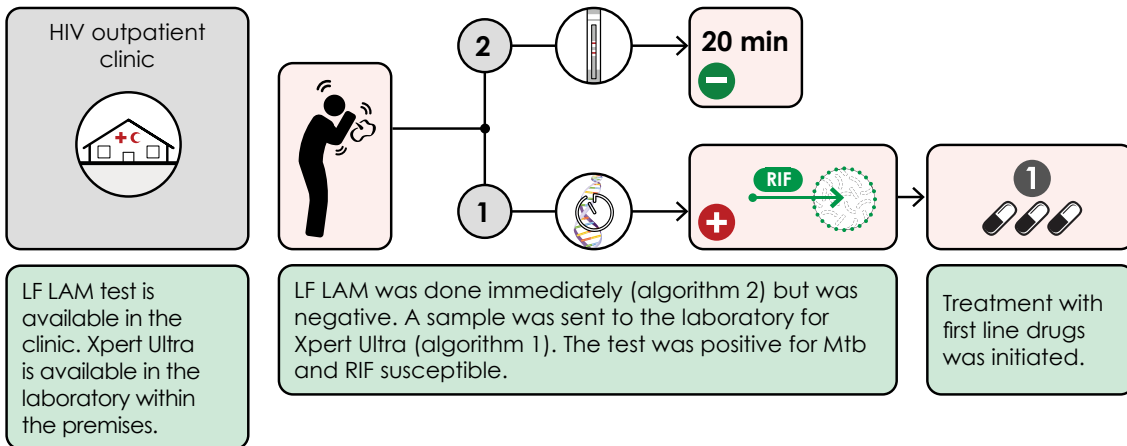 HIV outpatient
clinic
2
20 min
1
RIF
1
LF LAM test is
available in the
clinic. Xpert Ultra
is available in the
laboratory within
the premises.
LF LAM was done immediately (algorithm 2) but was
negative. A sample was sent to the laboratory for
Xpert Ultra (algorithm 1). The test was positive for Mtb
and RIF susceptible.
Treatment with
first line drugs
was initiated.